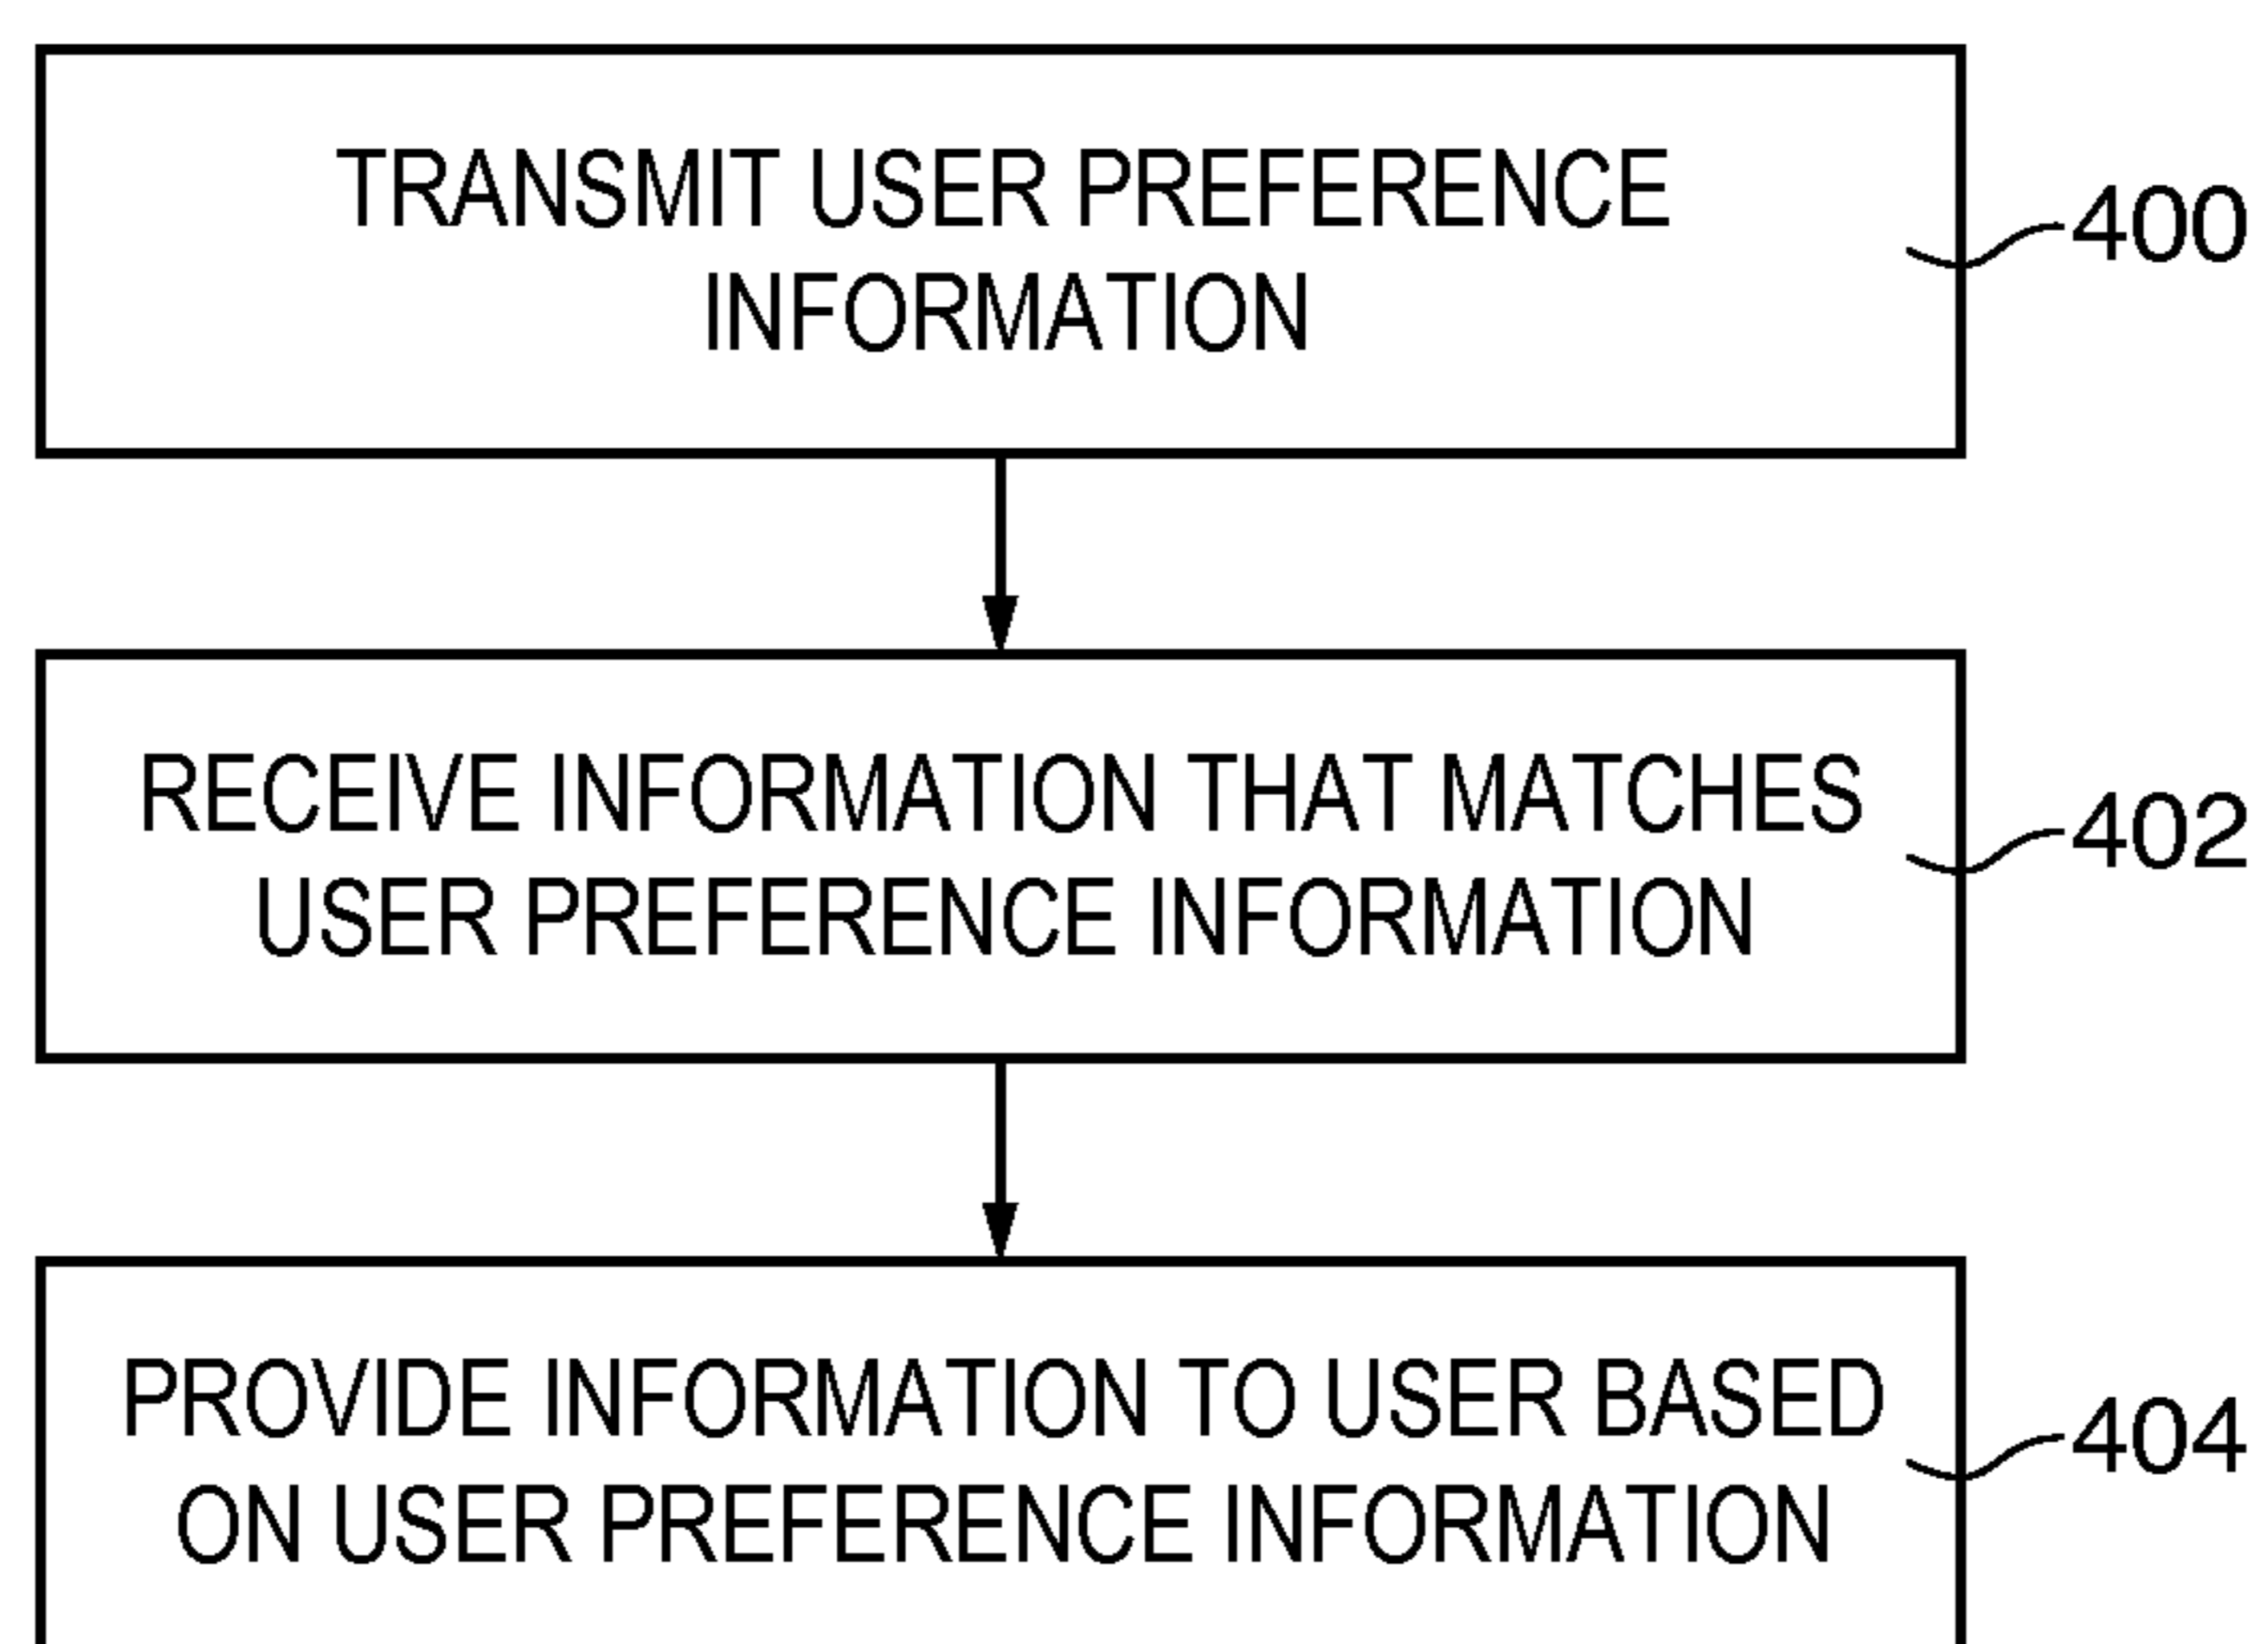 TRANSMIT USER PREFERENCE
INFORMATION
400
RECEIVE INFORMATION THAT MATCHES
USER PREFERENCE INFORMATION
402
PROVIDE INFORMATION TO USER BASED
ON USER PREFERENCE INFORMATION
404